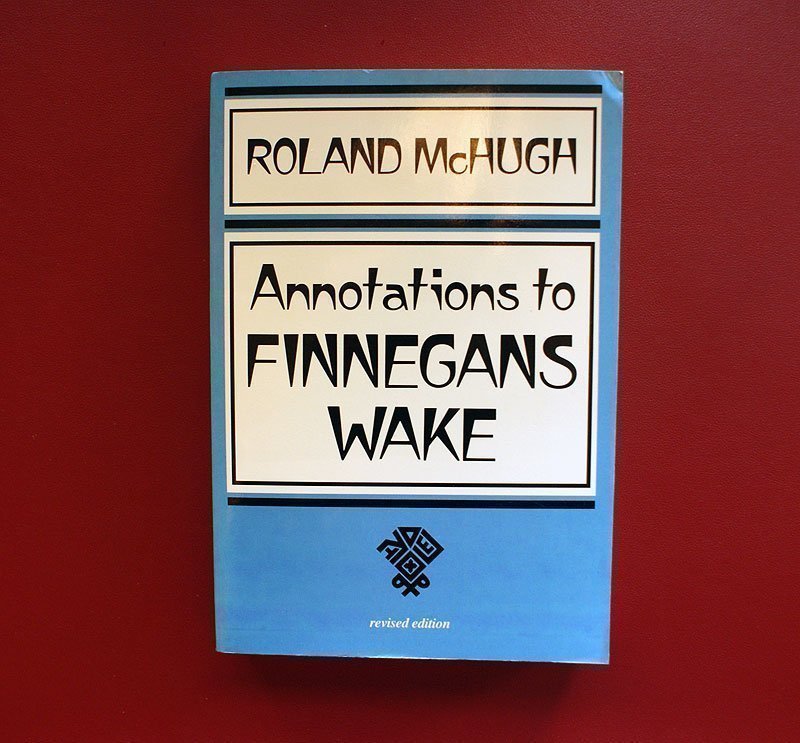 ROLAND McHUGH
Annotations to
FINNEGANS
WAKE
revised edition